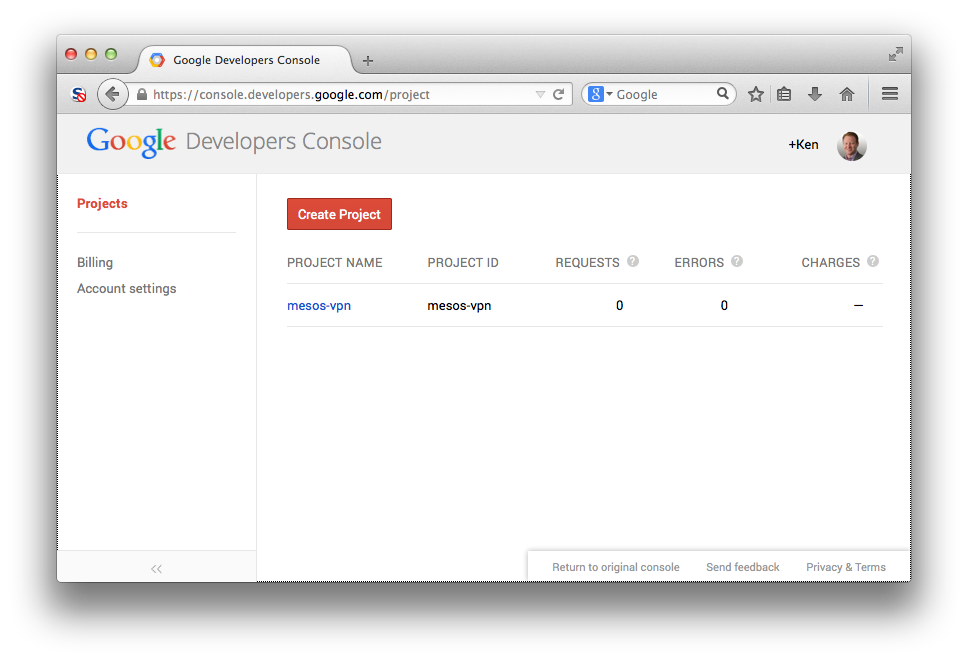 Google Developers Console
https://console.developers.google.com/project
Google
Google Developers Console
+Ken
Projects
Billing
Account settings
Create Project
PROJECT NAME PROJECT ID REQUESTS ? ERRORS ? CHARGES ?
mesos-vpn mesos-vpn 0 0 —
Return to original console Send feedback Privacy & Terms